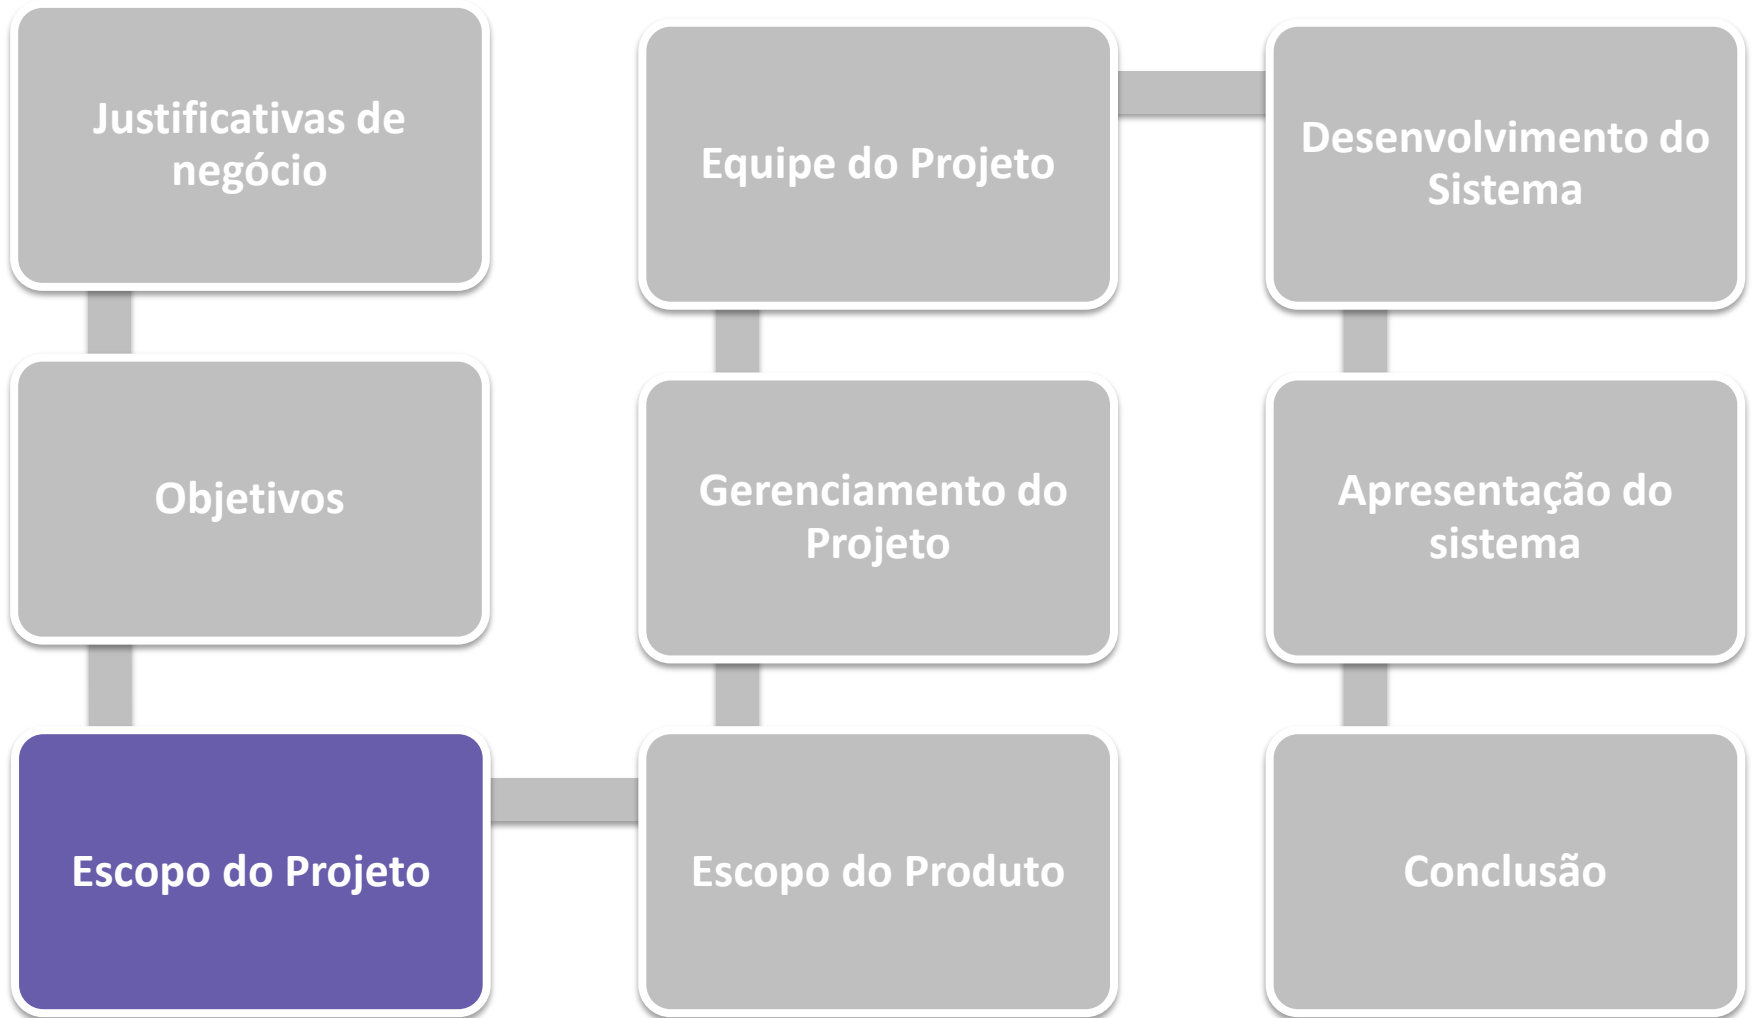 Justificativas de
negócio
Objetivos
Escopo do Projeto
Escopo do Produto
Gerenciamento do
Projeto
Equipe do Projeto
Desenvolvimento do
Sistema
Apresentação do
sistema
Conclusão